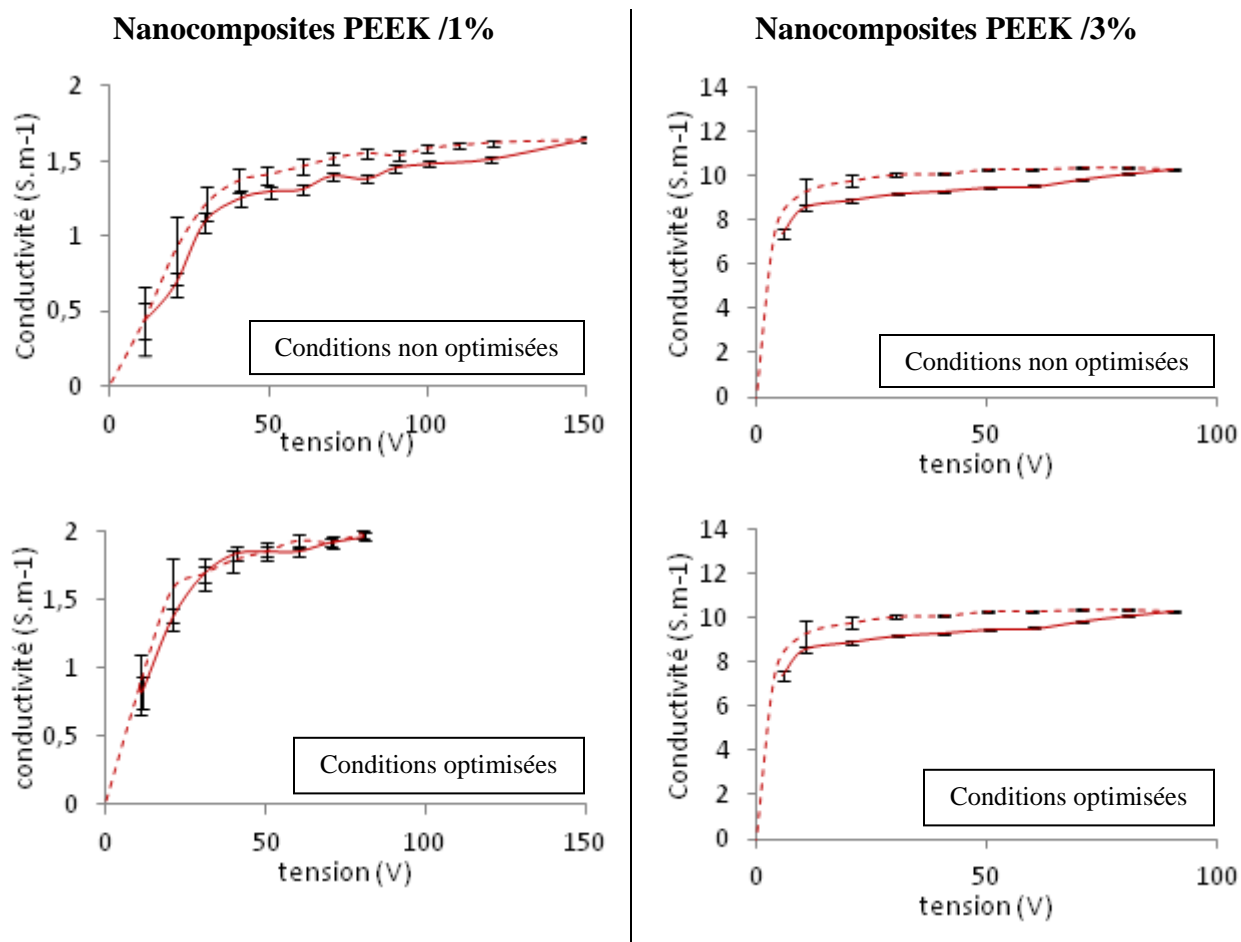 Nanocomposites PEEK /1%
2
1,5
1
0,5
0
Conductivité (S.m-1)
Conditions non optimisées
0
50
100
150
tension (V)
2
1,5
1
0,5
0
conductivité (S.m-1)
Conditions optimisées
0
50
100
150
tension (V)
Nanocomposites PEEK /3%
14
12
10
8
6
4
2
0
Conductivité (S.m-1)
Conditions non optimisées
0
50
100
tension (V)
14
12
10
8
6
4
2
0
Conductivité (S.m-1)
Conditions optimisées
0
50
100
tension (V)